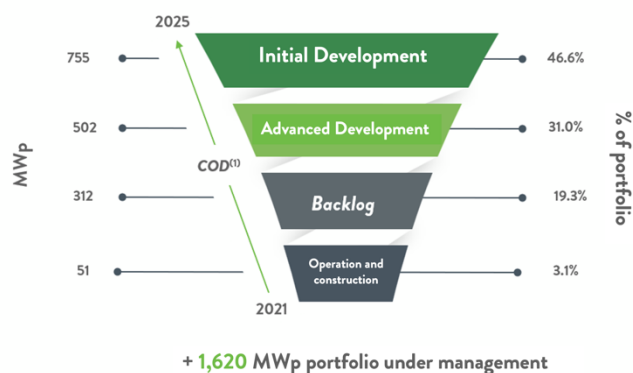 2025
755
Initial Development
46.6%
502
Advanced Development
31.0%
MWp
COD(1)
% of portfolio
312
Backlog
19.3%
51
Operation and
construction
3.1%
2021
+ 1,620 MWp portfolio under management